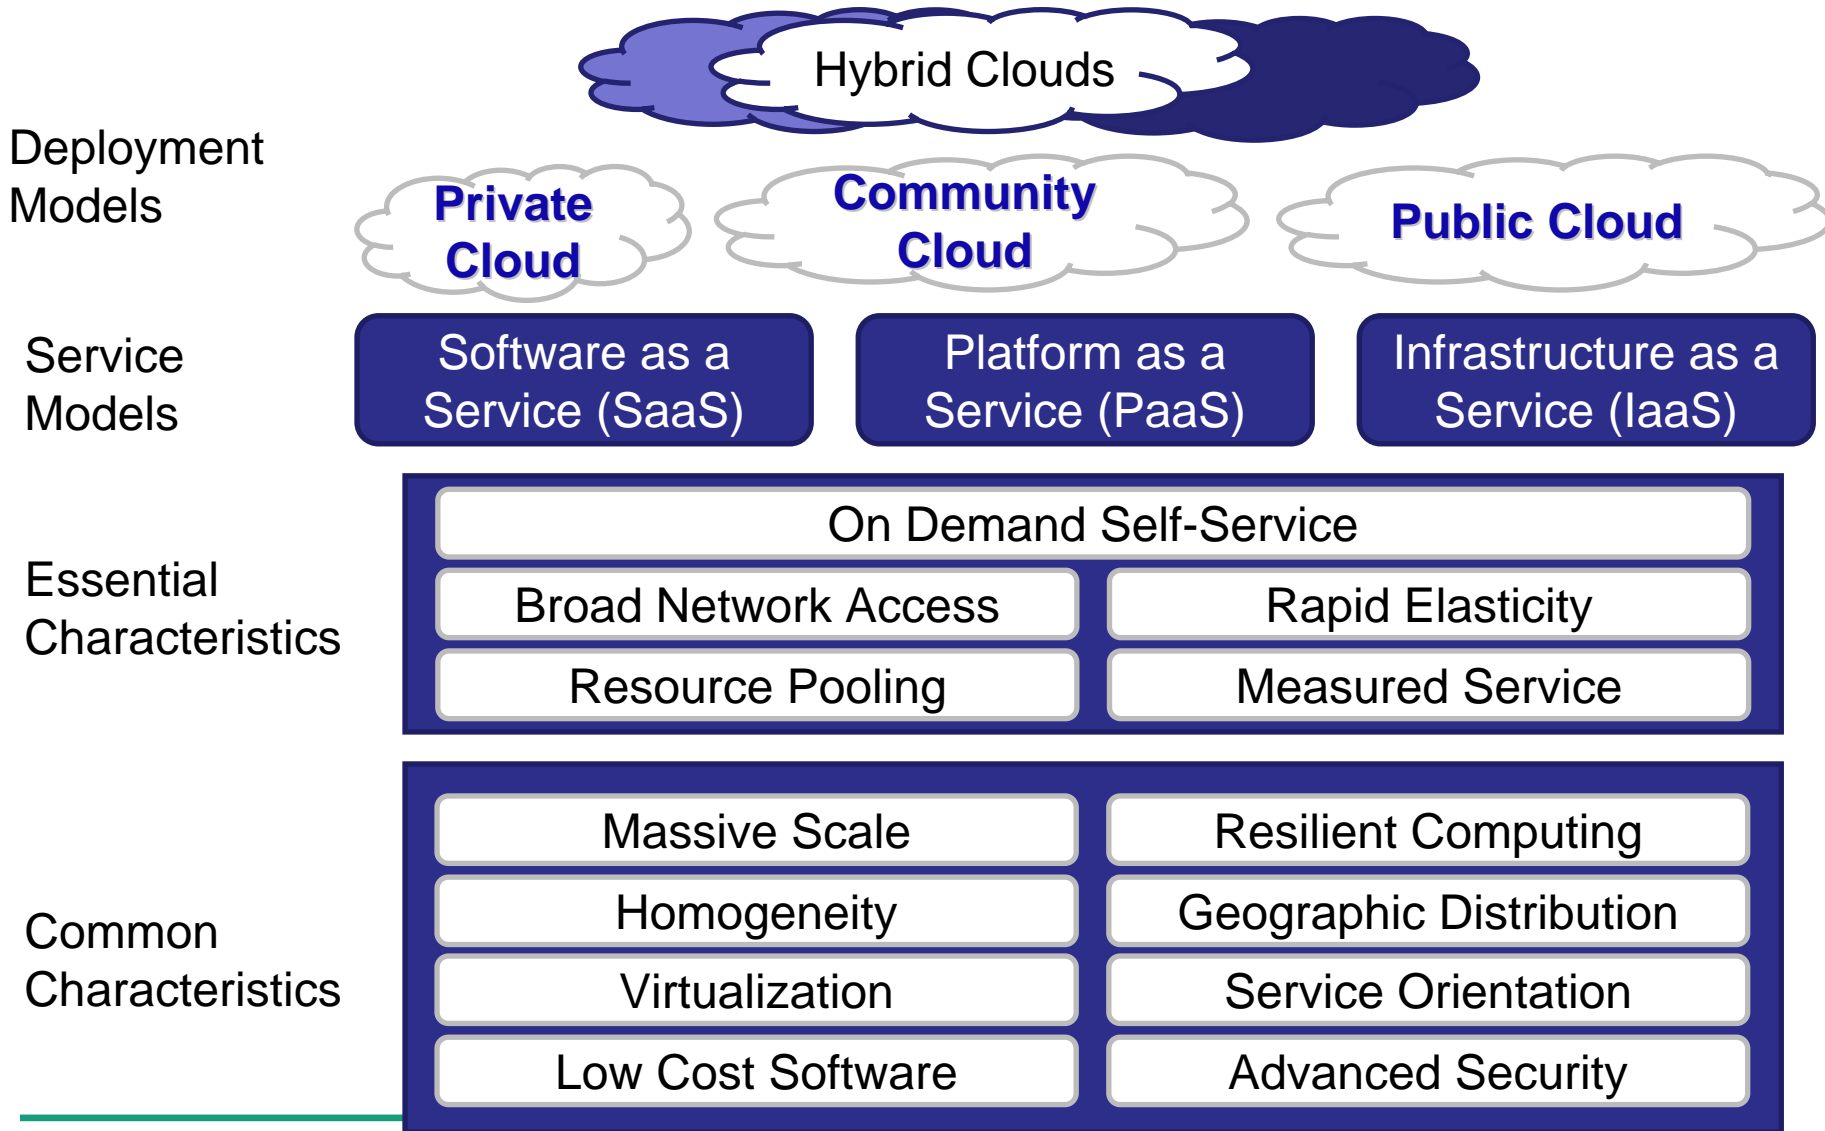 Hybrid Clouds
Deployment
Models
Private
Cloud
Community
Cloud
Public Cloud
Service
Models
Software as a
Service (SaaS)
Platform as a
Service (PaaS)
Infrastructure as a
Service (IaaS)
Essential
Characteristics
On Demand Self-Service
Broad Network Access
Rapid Elasticity
Resource Pooling
Measured Service
Common
Characteristics
Massive Scale
Resilient Computing
Homogeneity
Geographic Distribution
Virtualization
Service Orientation
Low Cost Software
Advanced Security